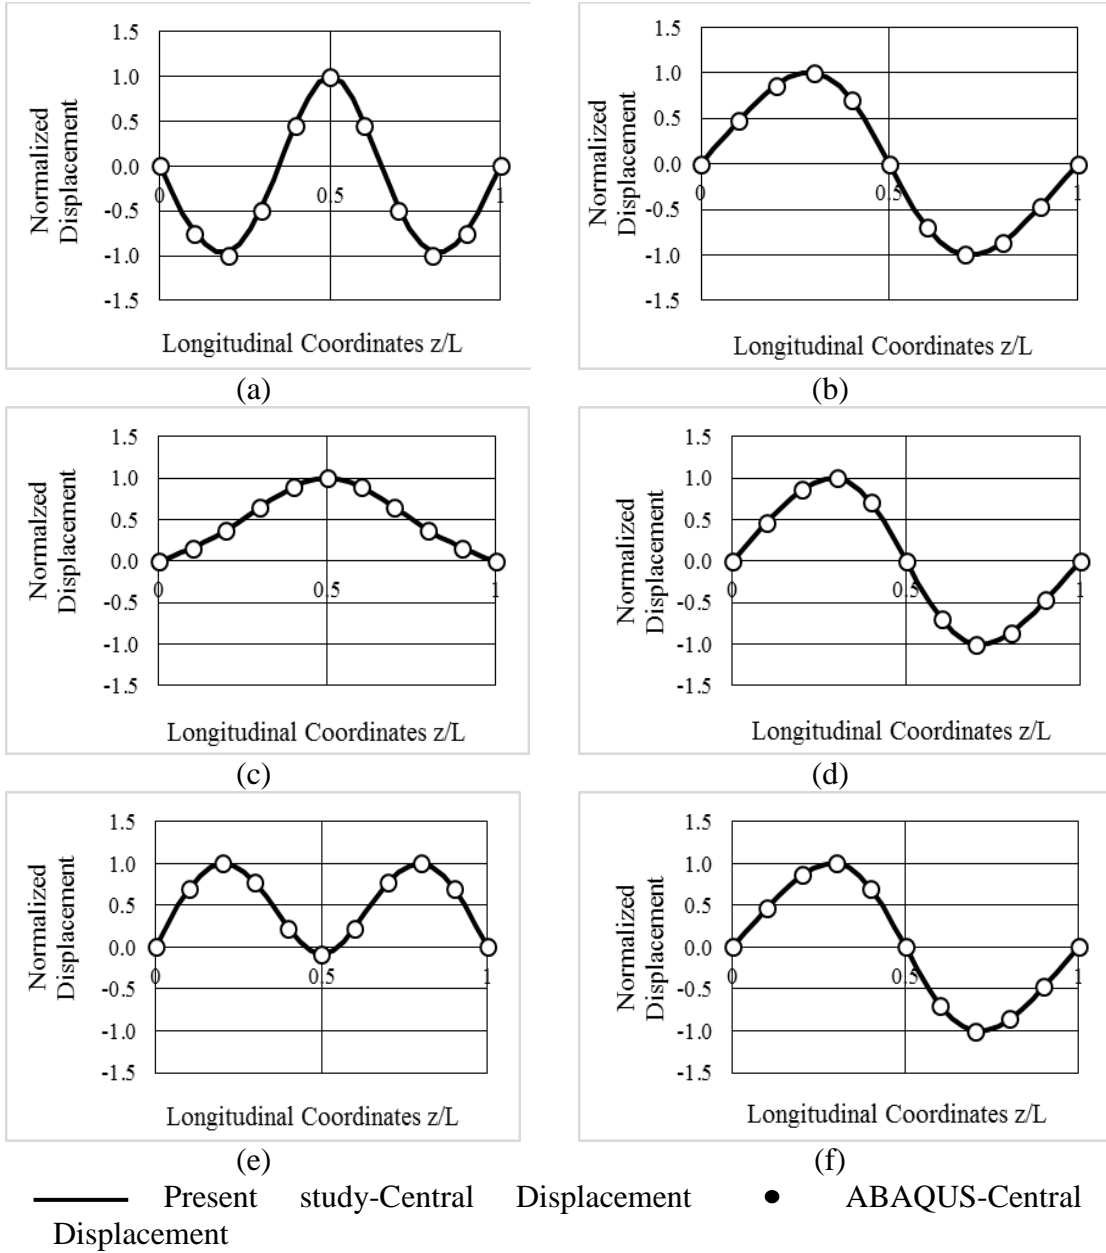 1.5
1.0
0.5
0.0
-0.5
-1.0
-1.5
0
0.5
1
Normalized
Displacement
Longitudinal Coordinates z/L
(a)
1.5
1.0
0.5
0.0
-0.5
-1.0
-1.5
0
0.5
1
Normalized
Displacement
Longitudinal Coordinates z/L
(b)
1.5
1.0
0.5
0.0
-0.5
-1.0
-1.5
0
0.5
1
Normalzed
Displacement
Longitudinal Coordinates z/L
(c)
1.5
1.0
0.5
0.0
-0.5
-1.0
-1.5
0
0.5
1
Normalized
Displacement
Longitudinal Coordinates z/L
(d)
1.5
1.0
0.5
0.0
-0.5
-1.0
-1.5
0
0.5
1
Normalized
Displacement
Longitudinal Coordinates z/L
(e)
1.5
1.0
0.5
0.0
-0.5
-1.0
-1.5
0
0.5
1
Normalized
Displacement
Longitudinal Coordinates z/L
(f)
Present study-Central Displacement ● ABAQUS-Central
Displacement